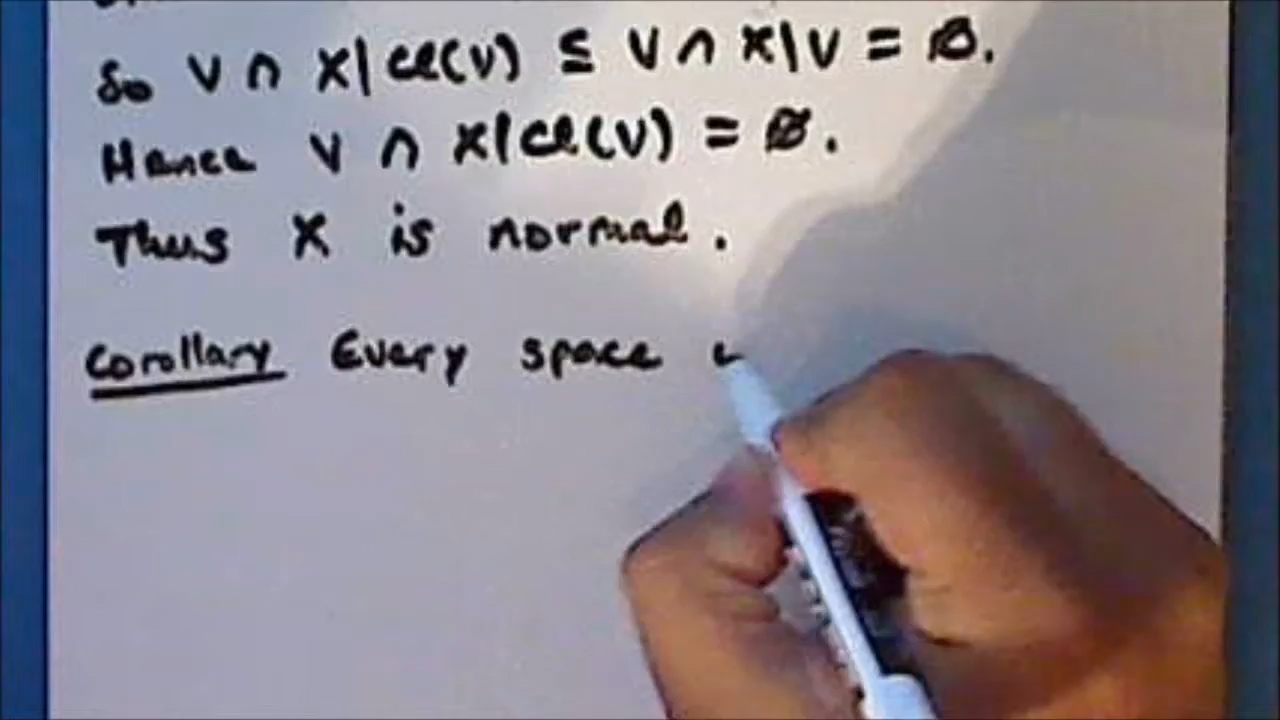 So V ∩ X|Cl(V) ⊆ V ∩ X|V = Ø.
Hence V ∩ X|Cl(V) = Ø.
Thus X is normal.
Corollary Every space